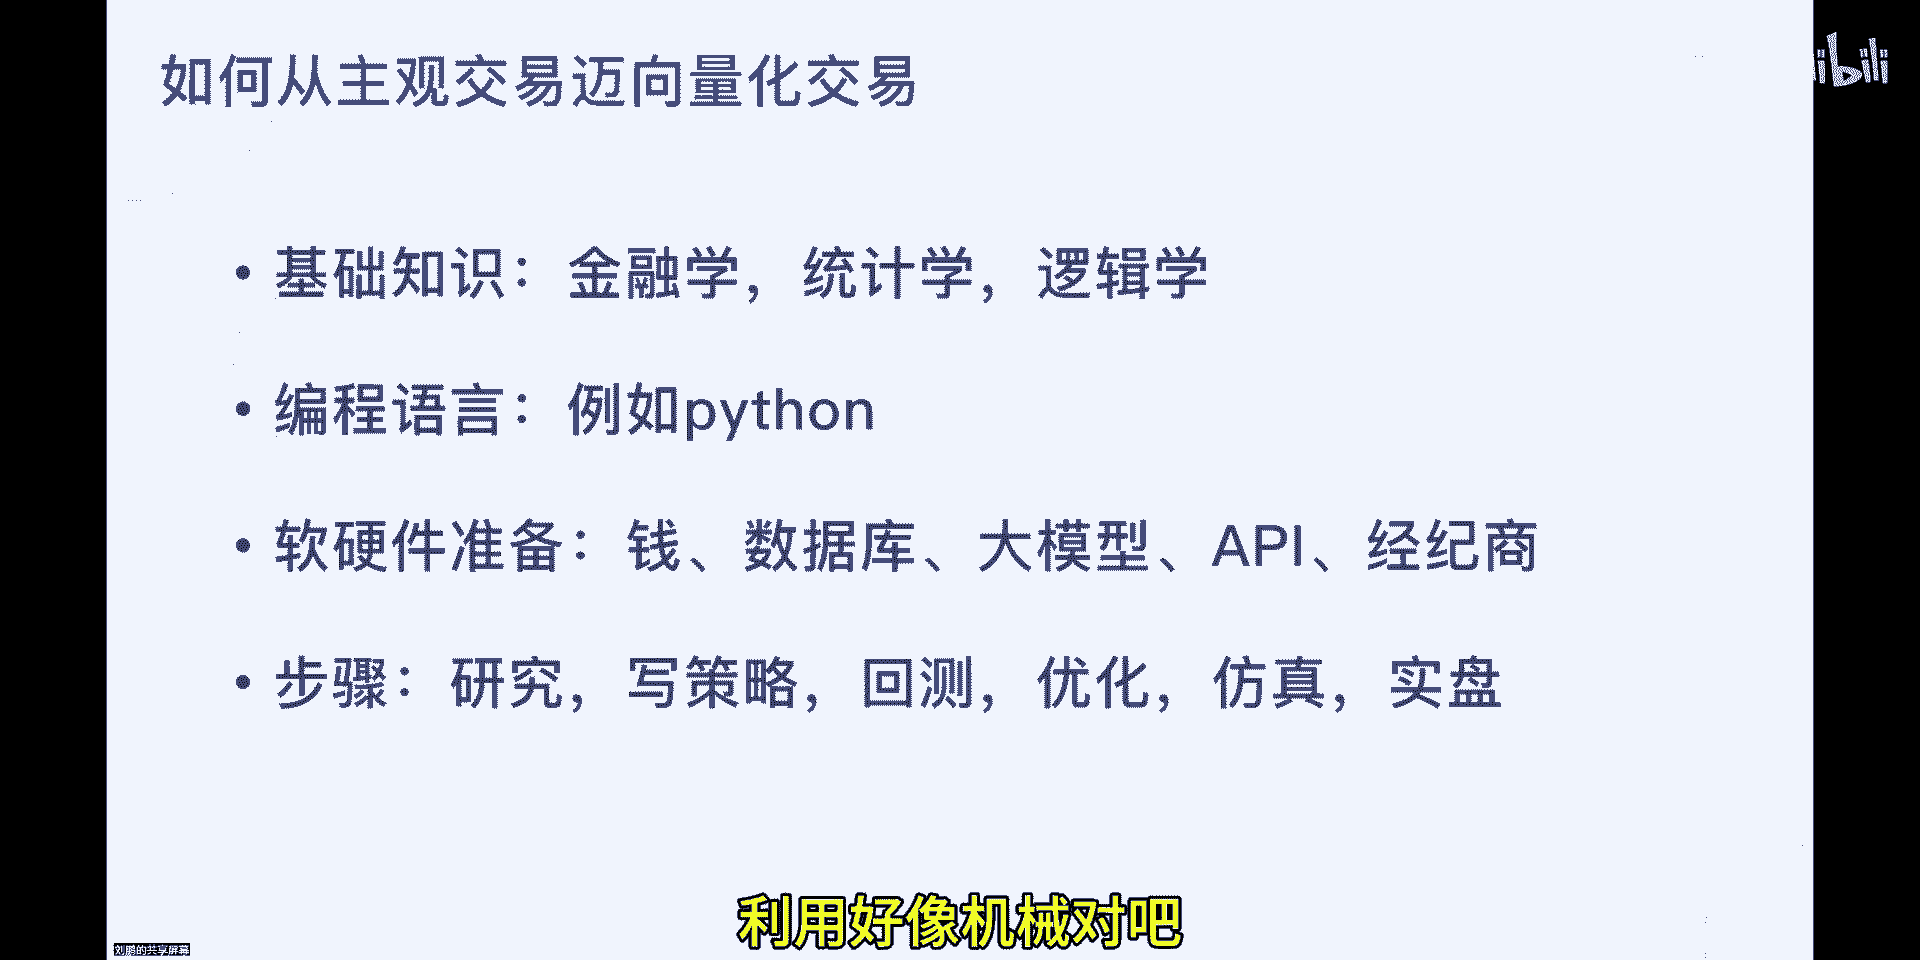 如何从主观交易迈向量化交易
bili
• 基础知识：金融学，统计学，逻辑学
• 编程语言：例如python
• 软硬件准备：钱、数据库、大模型、API、经纪商
• 步骤：研究，写策略，回测，优化，仿真，实盘
利用好像机械对吧
刘鹏的共享屏幕